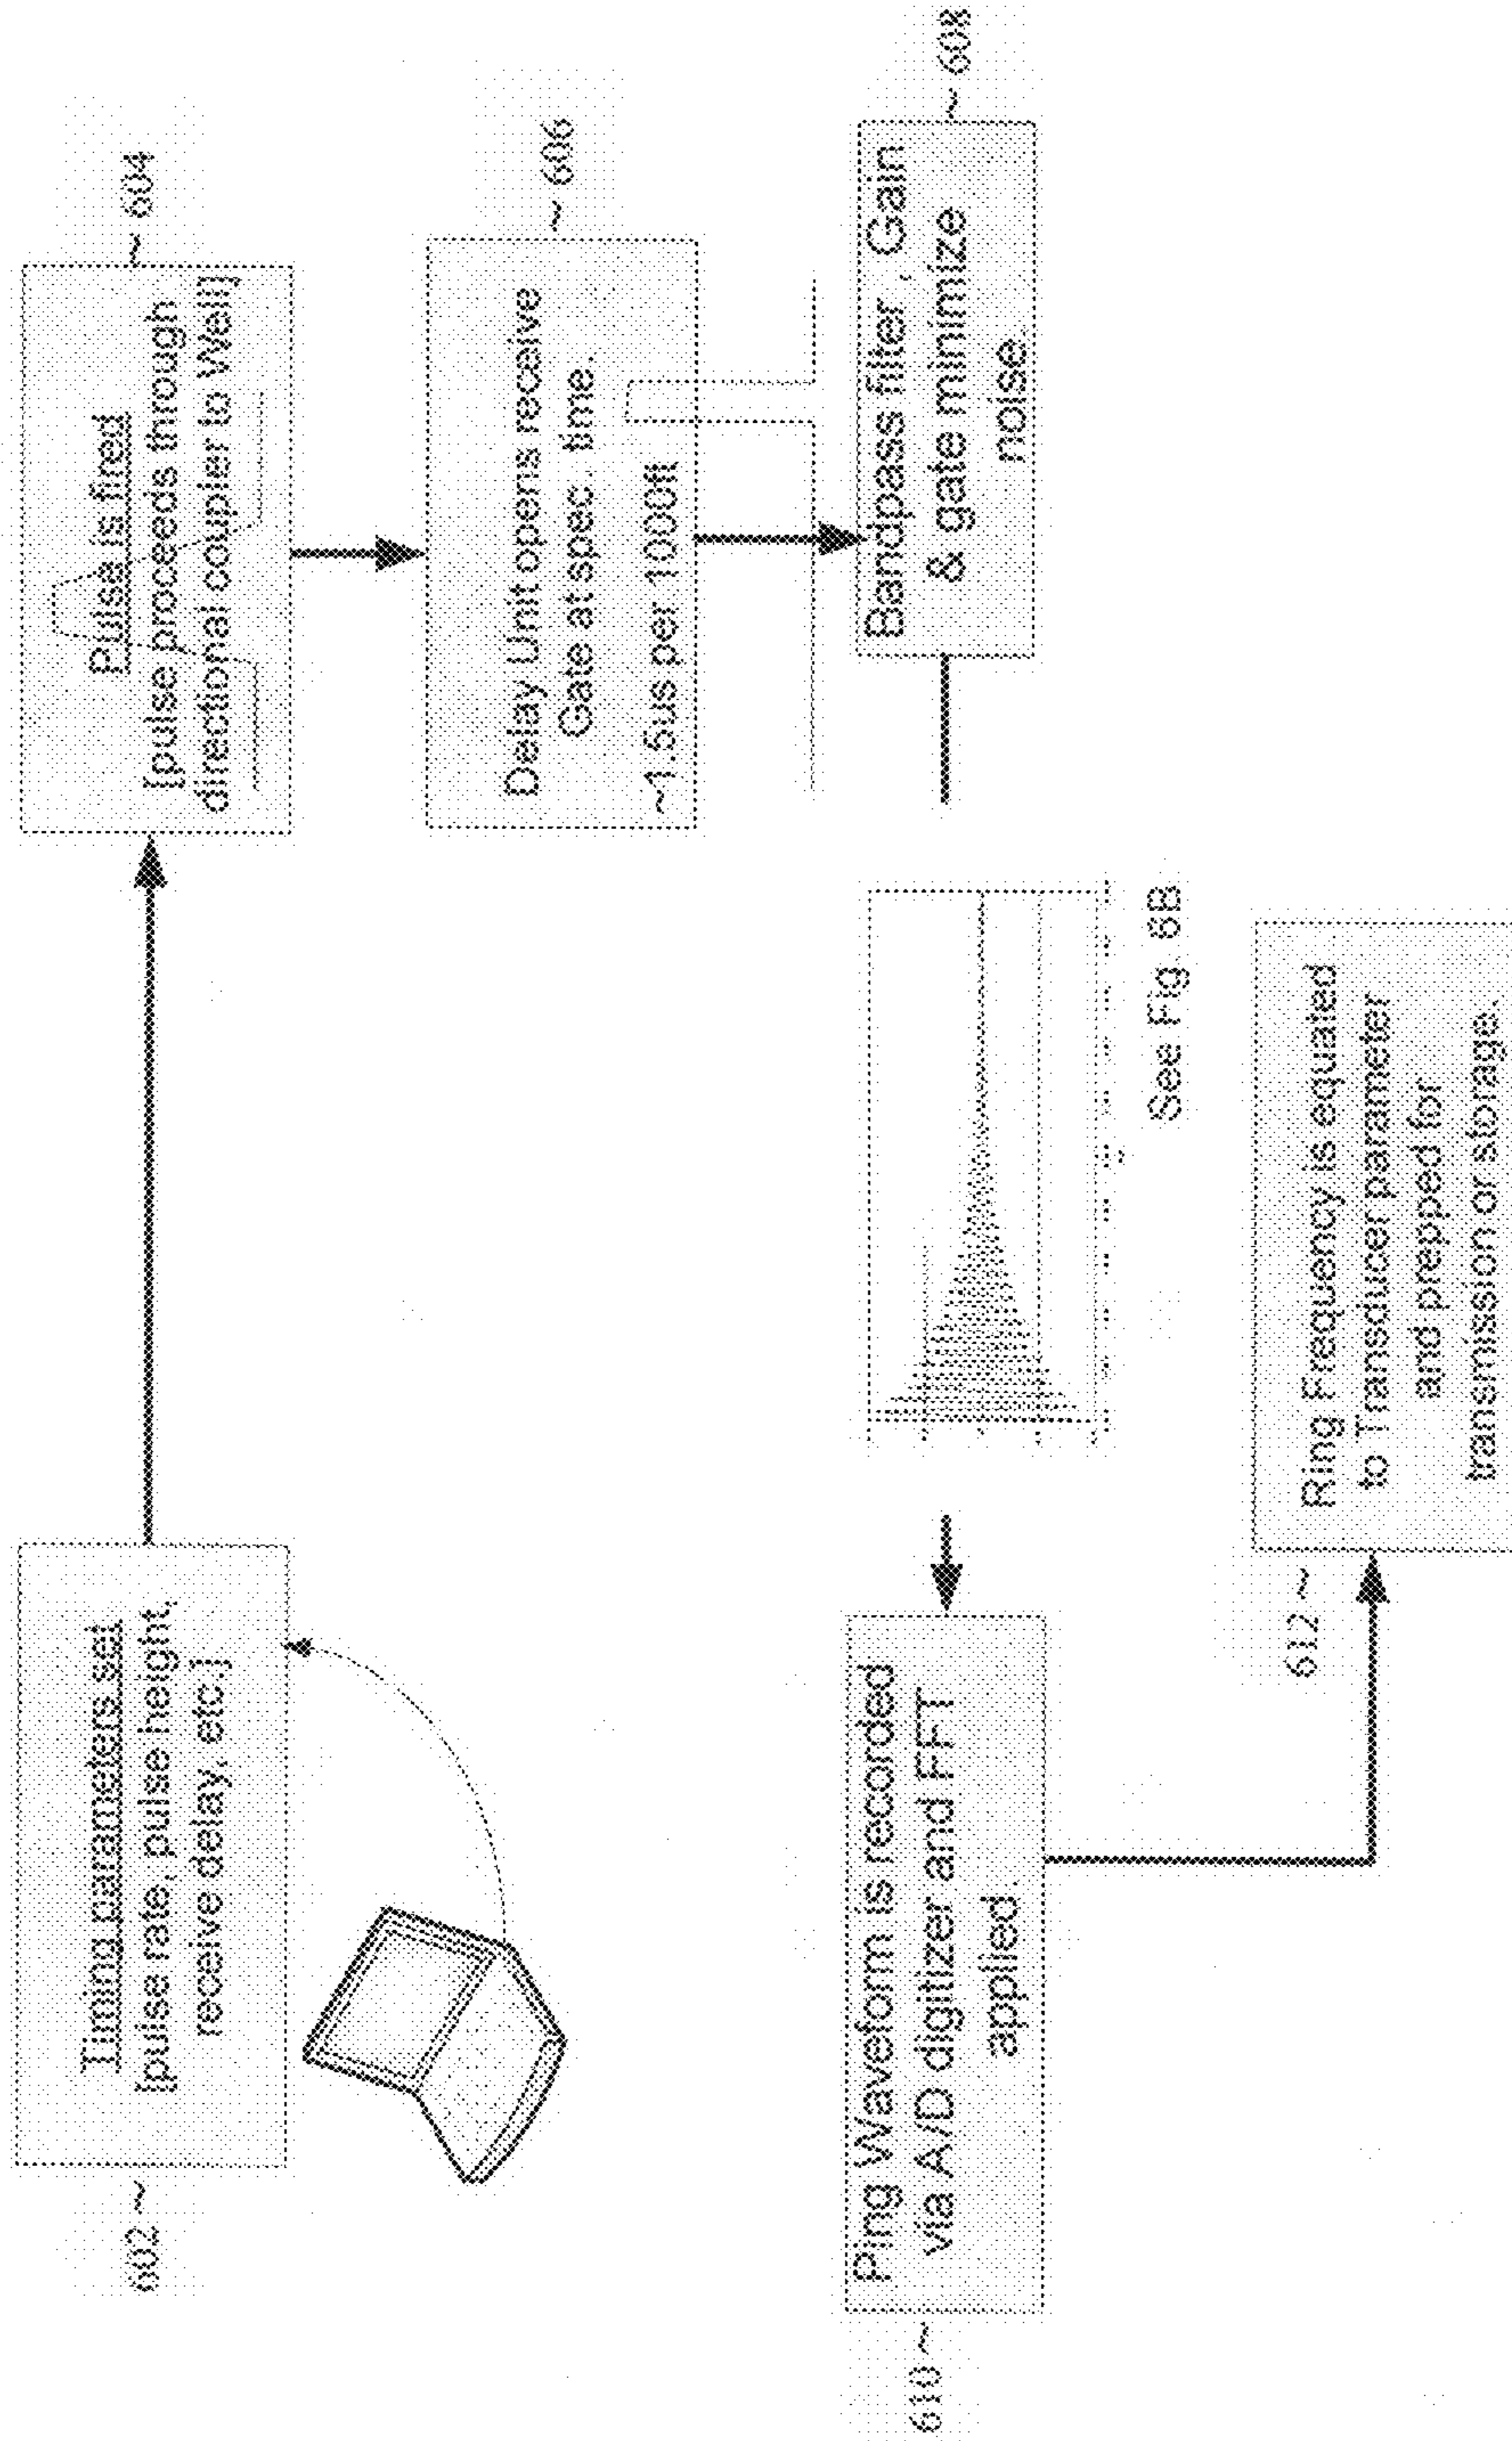 602 ~
Timing parameters set
[pulse rate, pulse height,
receive delay, etc.]
Pulse is fired
[pulse proceeds through
directional coupler to Well]
~ 604
Delay Unit opens receive
Gate at spec. time.
~1.5us per 1000ft
~ 606
Bandpass filter, Gain
& gate minimize
noise.
~ 608
See Fig. 6B
610 ~
Ping Waveform is recorded
via A/D digitizer and FFT
applied.
612 ~
Ring Frequency is equated
to Transducer parameter
and prepped for
transmission or storage.